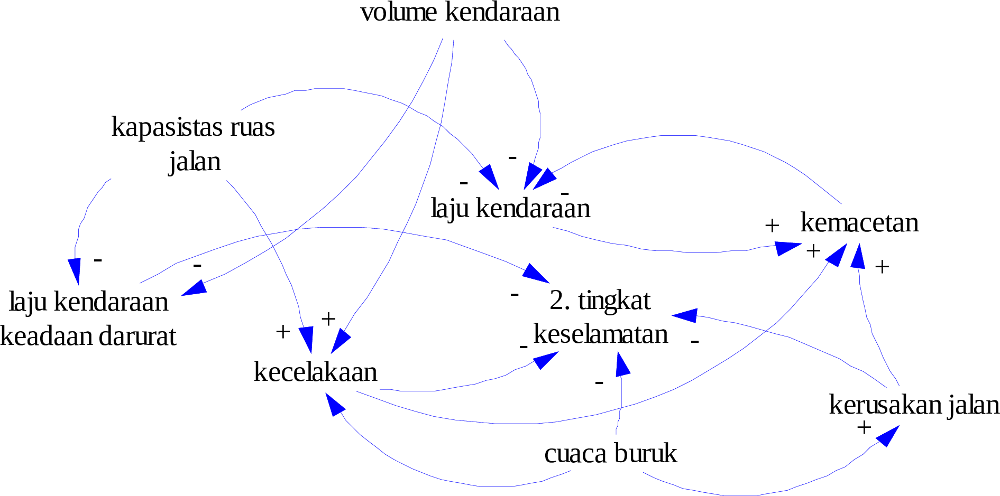 volume kendaraan
kapasistas ruas
jalan
-
-
laju kendaraan
-
+
kemacetan
+
+
-
-
laju kendaraan
keadaan darurat
-
2. tingkat
keselamatan
+
+
-
-
kecelakaan
-
kerusakan jalan
+
cuaca buruk